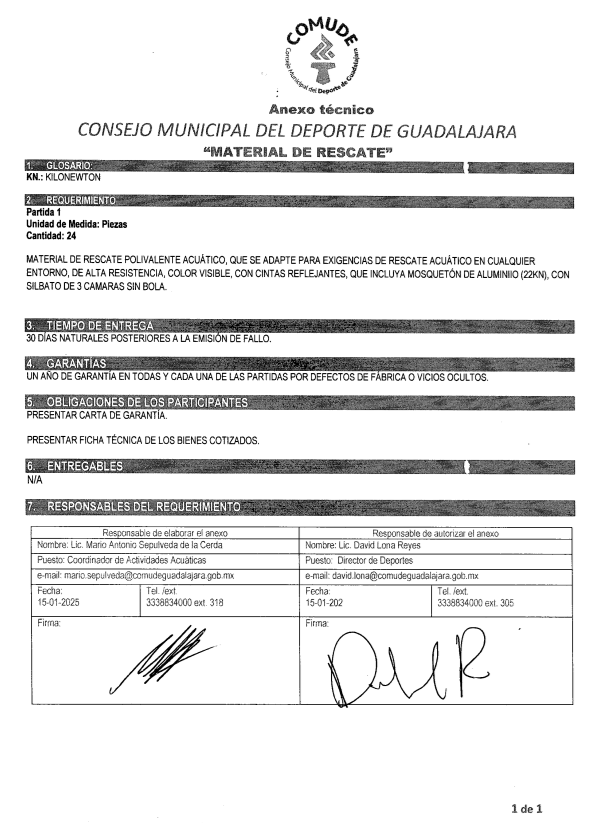 COMUDE
Consejo Municipal del Deporte de Guadalajara
Anexo técnico
CONSEJO MUNICIPAL DEL DEPORTE DE GUADALAJARA
“MATERIAL DE RESCATE”
1. GLOSARIO:
KN.: KILONEWTON
2. REQUERIMIENTO
Partida 1
Unidad de Medida: Piezas
Cantidad: 24
MATERIAL DE RESCATE POLIVALENTE ACUÁTICO, QUE SE ADAPTE PARA EXIGENCIAS DE RESCATE ACUÁTICO EN CUALQUIER
ENTORNO, DE ALTA RESISTENCIA, COLOR VISIBLE, CON CINTAS REFLEJANTES, QUE INCLUYA MOSQUETÓN DE ALUMINIIO (22KN), CON
SILBATO DE 3 CAMARAS SIN BOLA.
3. TIEMPO DE ENTREGA
30 DÍAS NATURALES POSTERIORES A LA EMISIÓN DE FALLO.
4. GARANTÍAS
UN AÑO DE GARANTÍA EN TODAS Y CADA UNA DE LAS PARTIDAS POR DEFECTOS DE FÁBRICA O VICIOS OCULTOS.
5. OBLIGACIONES DE LOS PARTICIPANTES
PRESENTAR CARTA DE GARANTÍA.
PRESENTAR FICHA TÉCNICA DE LOS BIENES COTIZADOS.
6. ENTREGABLES
N/A
7. RESPONSABLES DEL REQUERIMIENTO
Responsable de elaborar el anexo Responsable de autorizar el anexo
Nombre: Lic. Mario Antonio Sepulveda de la Cerda Nombre: Lic. David Lona Reyes
Puesto: Coordinador de Actividades Acuáticas Puesto: Director de Deportes
e-mail: mario.sepulveda@comudeguadalajara.gob.mx e-mail: david.lona@comudeguadalajara.gob.mx
Fecha: Tel. /ext. Fecha: Tel. /ext.
15-01-2025 3338834000 ext. 318 15-01-202 3338834000 ext. 305
Firma: Firma:
1 de 1